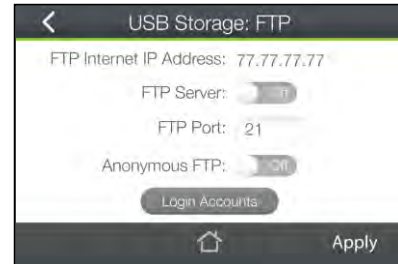 USB Storage: FTP
FTP Internet IP Address: 77.77.77.77
FTP Server: Off
FTP Port: 21
Anonymous FTP: Off
Login Accounts
Apply